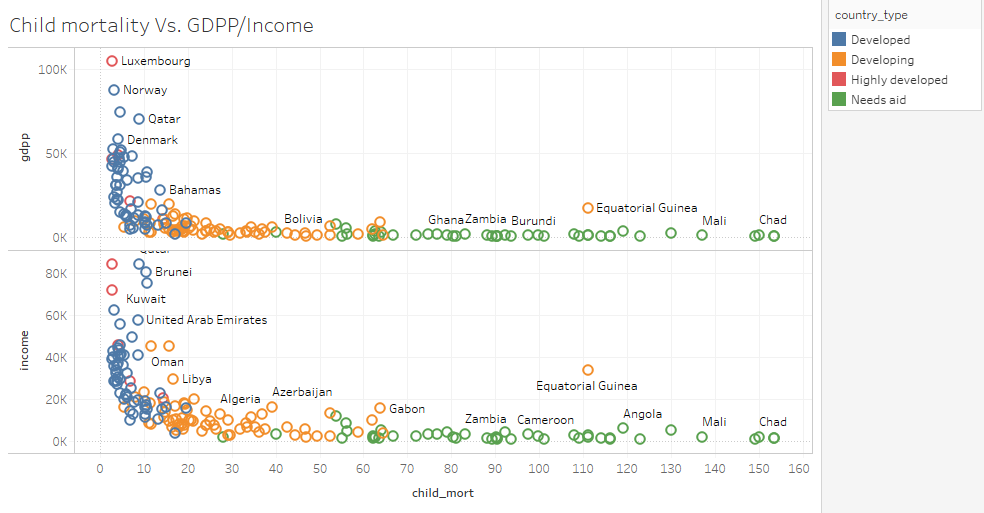 Child mortality Vs. GDPP/Income
country_type
Developed
Developing
Highly developed
Needs aid
gdpp
100K
50K
0K
Luxembourg
Norway
Qatar
Denmark
Bahamas
Bolivia
Ghana
Zambia
Burundi
Equatorial Guinea
Mali
Chad
income
80K
60K
40K
20K
0K
Qatar
Brunei
Kuwait
United Arab Emirates
Oman
Libya
Algeria
Azerbaijan
Gabon
Equatorial Guinea
Zambia
Cameroon
Angola
Mali
Chad
0 10 20 30 40 50 60 70 80 90 100 110 120 130 140 150 160
child_mort